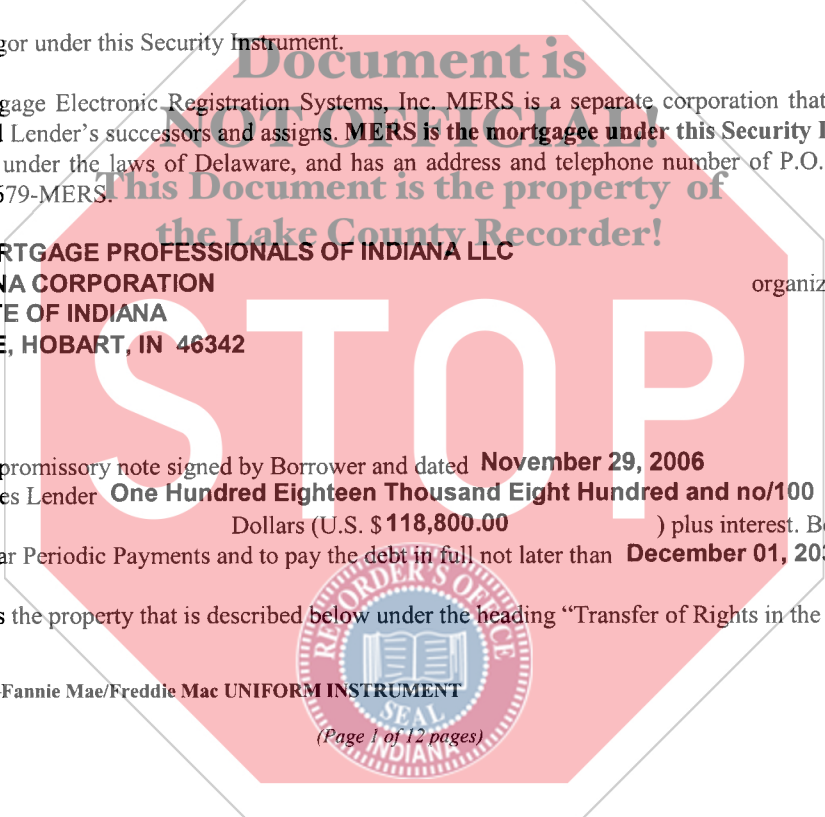 gor under this Security Instrument.
Document is
gage Electronic Registration Systems, Inc. MERS is a separate corporation that
NOT OFFICIAL!
Lender's successors and assigns. MERS is the mortgagee under this Security
under the laws of Delaware, and has an address and telephone number of P.O.
This Document is the property of
679-MERS.
the Lake County Recorder!
RTGAGE PROFESSIONALS OF INDIANA LLC
NA CORPORATION organiz
TE OF INDIANA
E, HOBART, IN 46342
STOP
promissory note signed by Borrower and dated November 29, 2006
es Lender One Hundred Eighteen Thousand Eight Hundred and no/100
Dollars (U.S. $118,800.00 ) plus interest. B
ar Periodic Payments and to pay the debt in full not later than December 01, 203
s the property that is described below under the heading “Transfer of Rights in the
RECORDER'S OFFICE
-Fannie Mae/Freddie Mac UNIFORM INSTRUMENT
SEAL
(Page 1 of 12 pages)
INDIANA